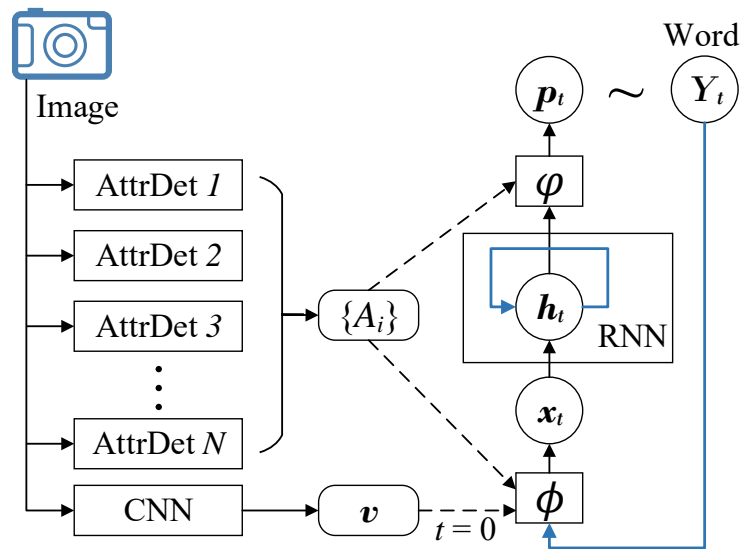 Word
Image
p_t ∼ Y_t
AttrDet 1
φ
AttrDet 2
AttrDet 3
{A_i}
h_t
RNN
⋮
x_t
AttrDet N
CNN
v
t = 0
ϕ